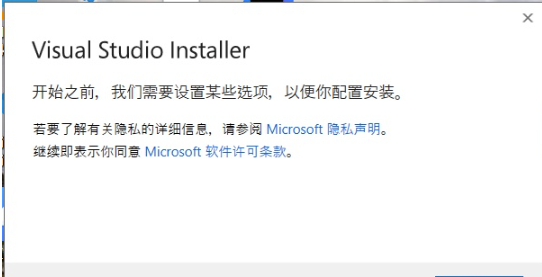 Visual Studio Installer
开始之前，我们需要设置某些选项，以便你配置安装。
若要了解有关隐私的详细信息，请参阅 Microsoft 隐私声明。
继续即表示你同意 Microsoft 软件许可条款。